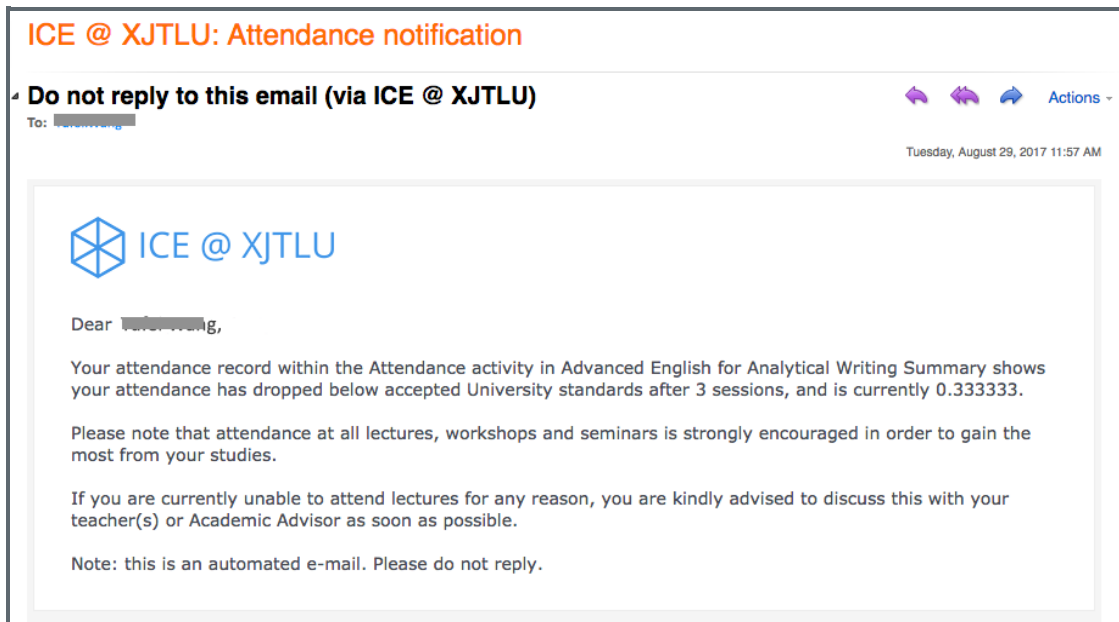 ICE @ XJTLU: Attendance notification
Do not reply to this email (via ICE @ XJTLU)
Actions
To:
Tuesday, August 29, 2017 11:57 AM
ICE @ XJTLU
Dear
Your attendance record within the Attendance activity in Advanced English for Analytical Writing Summary shows
your attendance has dropped below accepted University standards after 3 sessions, and is currently 0.333333.
Please note that attendance at all lectures, workshops and seminars is strongly encouraged in order to gain the
most from your studies.
If you are currently unable to attend lectures for any reason, you are kindly advised to discuss this with your
teacher(s) or Academic Advisor as soon as possible.
Note: this is an automated e-mail. Please do not reply.